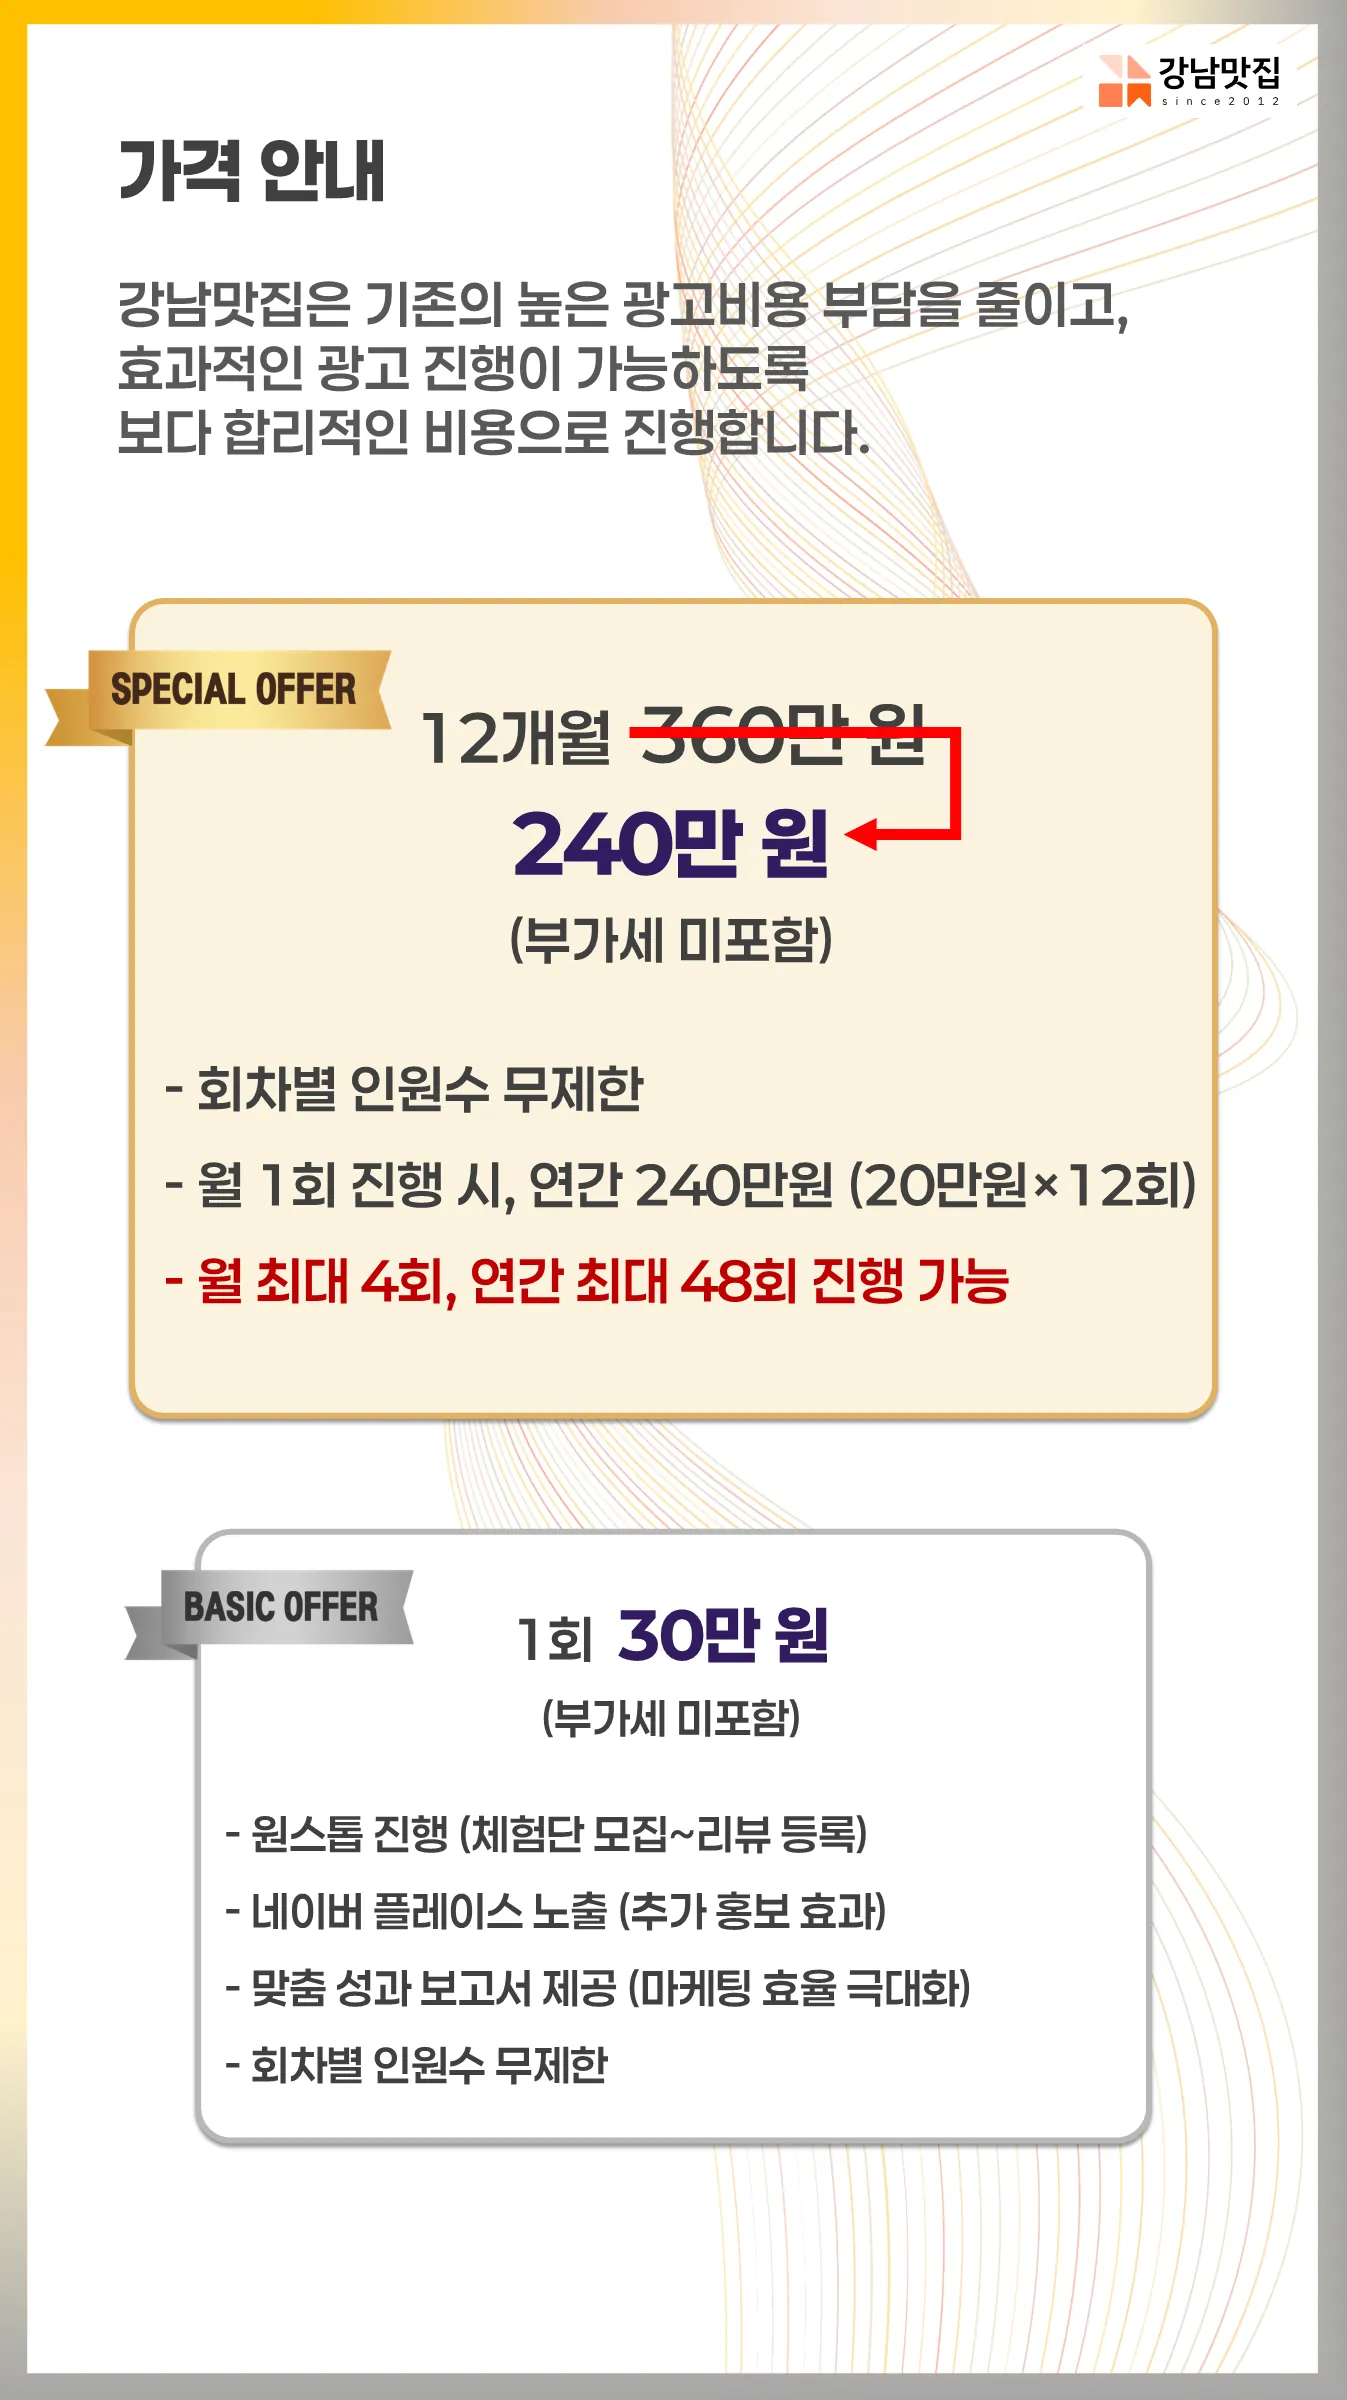 강남맛집
since2012
가격 안내
강남맛집은 기존의 높은 광고비용 부담을 줄이고,
효과적인 광고 진행이 가능하도록
보다 합리적인 비용으로 진행합니다.
SPECIAL OFFER
12개월 360만 원
240만 원
(부가세 미포함)
- 회차별 인원수 무제한
- 월 1회 진행 시, 연간 240만원 (20만원×12회)
- 월 최대 4회, 연간 최대 48회 진행 가능
BASIC OFFER
1회 30만 원
(부가세 미포함)
- 원스톱 진행 (체험단 모집~리뷰 등록)
- 네이버 플레이스 노출 (추가 홍보 효과)
- 맞춤 성과 보고서 제공 (마케팅 효율 극대화)
- 회차별 인원수 무제한